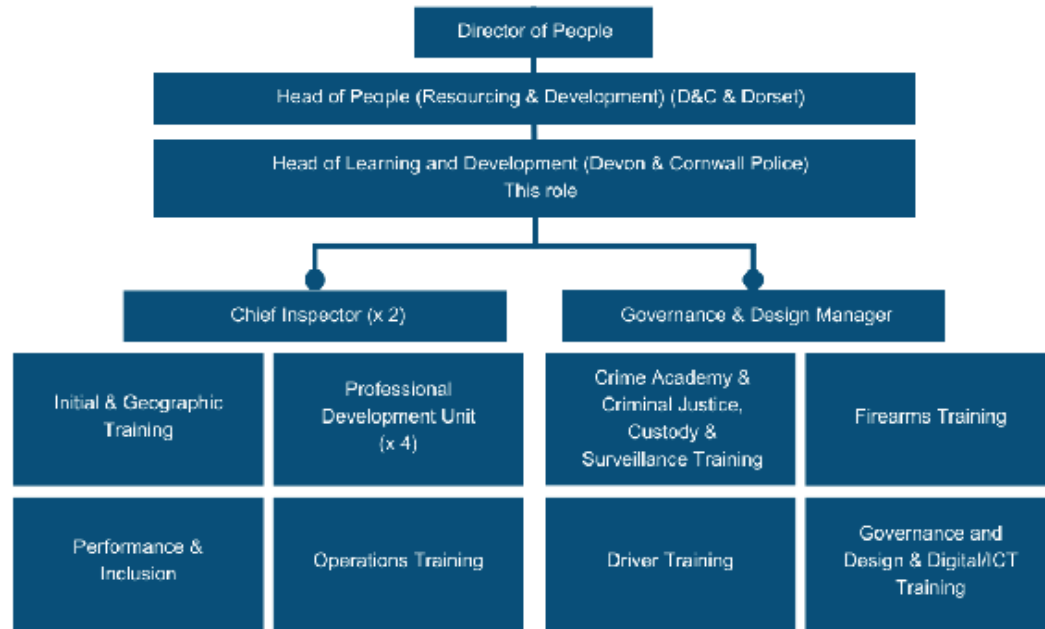 Director of People
Head of People (Resourcing & Development) (D&C & Dorset)
Head of Learning and Development (Devon & Cornwall Police)
This role
Chief Inspector (x 2)
Governance & Design Manager
Initial & Geographic
Training
Professional
Development Unit
(x 4)
Crime Academy &
Criminal Justice,
Custody &
Surveillance Training
Firearms Training
Performance &
Inclusion
Operations Training
Driver Training
Governance and
Design & Digital/ICT
Training